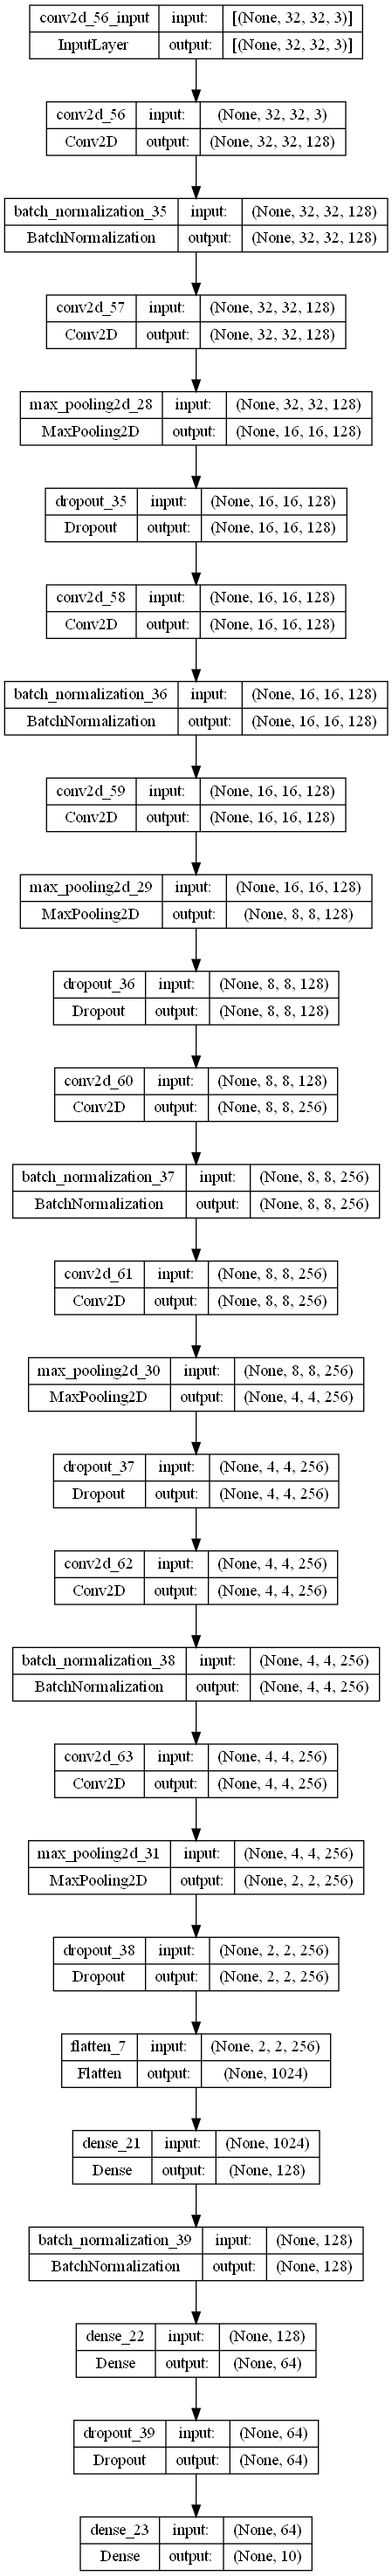 conv2d_56_input input: [(None, 32, 32, 3)]
InputLayer output: [(None, 32, 32, 3)]
conv2d_56 input: (None, 32, 32, 3)
Conv2D output: (None, 32, 32, 128)
batch_normalization_35 input: (None, 32, 32, 128)
BatchNormalization output: (None, 32, 32, 128)
conv2d_57 input: (None, 32, 32, 128)
Conv2D output: (None, 32, 32, 128)
max_pooling2d_28 input: (None, 32, 32, 128)
MaxPooling2D output: (None, 16, 16, 128)
dropout_35 input: (None, 16, 16, 128)
Dropout output: (None, 16, 16, 128)
conv2d_58 input: (None, 16, 16, 128)
Conv2D output: (None, 16, 16, 128)
batch_normalization_36 input: (None, 16, 16, 128)
BatchNormalization output: (None, 16, 16, 128)
conv2d_59 input: (None, 16, 16, 128)
Conv2D output: (None, 16, 16, 128)
max_pooling2d_29 input: (None, 16, 16, 128)
MaxPooling2D output: (None, 8, 8, 128)
dropout_36 input: (None, 8, 8, 128)
Dropout output: (None, 8, 8, 128)
conv2d_60 input: (None, 8, 8, 128)
Conv2D output: (None, 8, 8, 256)
batch_normalization_37 input: (None, 8, 8, 256)
BatchNormalization output: (None, 8, 8, 256)
conv2d_61 input: (None, 8, 8, 256)
Conv2D output: (None, 8, 8, 256)
max_pooling2d_30 input: (None, 8, 8, 256)
MaxPooling2D output: (None, 4, 4, 256)
dropout_37 input: (None, 4, 4, 256)
Dropout output: (None, 4, 4, 256)
conv2d_62 input: (None, 4, 4, 256)
Conv2D output: (None, 4, 4, 256)
batch_normalization_38 input: (None, 4, 4, 256)
BatchNormalization output: (None, 4, 4, 256)
conv2d_63 input: (None, 4, 4, 256)
Conv2D output: (None, 4, 4, 256)
max_pooling2d_31 input: (None, 4, 4, 256)
MaxPooling2D output: (None, 2, 2, 256)
dropout_38 input: (None, 2, 2, 256)
Dropout output: (None, 2, 2, 256)
flatten_7 input: (None, 2, 2, 256)
Flatten output: (None, 1024)
dense_21 input: (None, 1024)
Dense output: (None, 128)
batch_normalization_39 input: (None, 128)
BatchNormalization output: (None, 128)
dense_22 input: (None, 128)
Dense output: (None, 64)
dropout_39 input: (None, 64)
Dropout output: (None, 64)
dense_23 input: (None, 64)
Dense output: (None, 10)